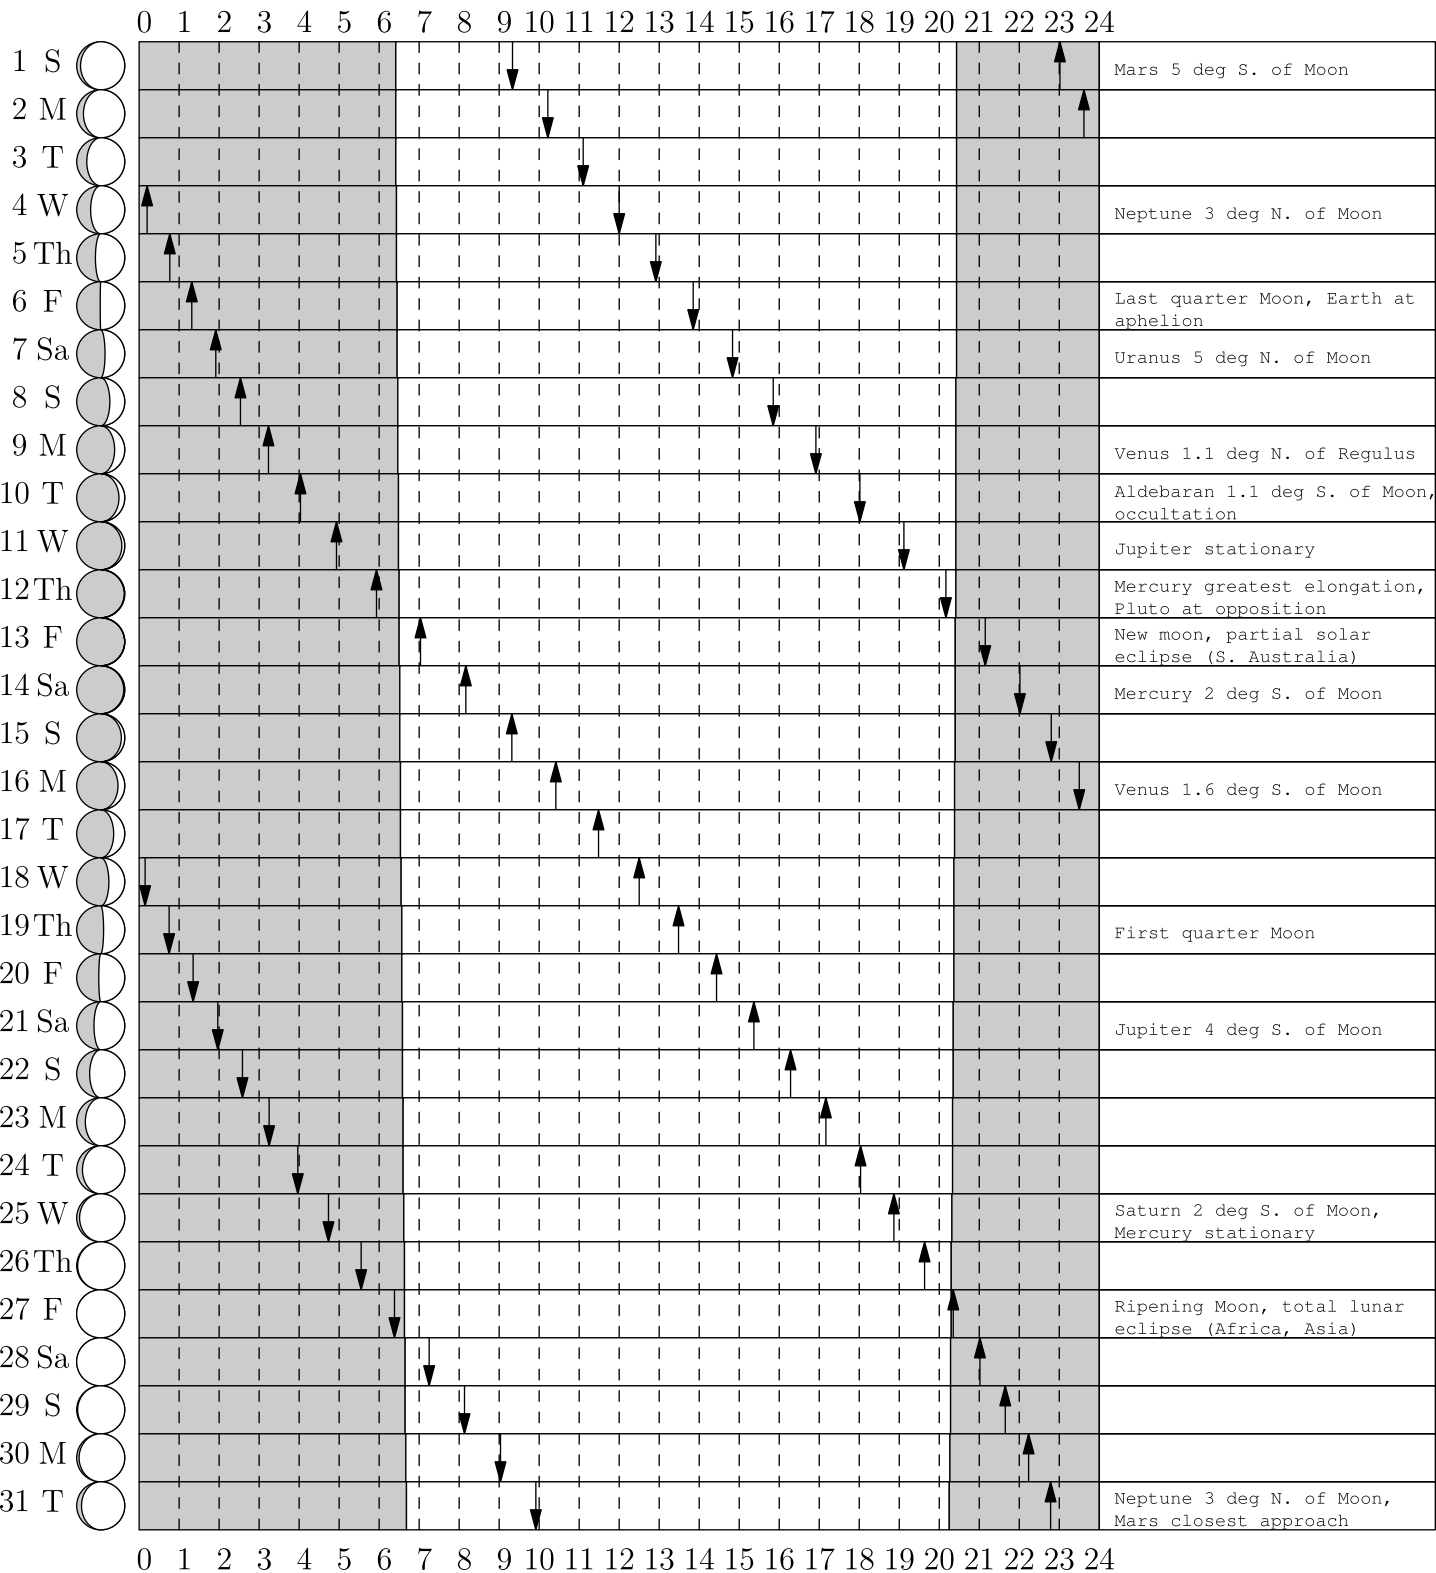 0 1 2 3 4 5 6 7 8 9 10 11 12 13 14 15 16 17 18 19 20 21 22 23 24
1 S Mars 5 deg S. of Moon
2 M
3 T
4 W Neptune 3 deg N. of Moon
5 Th
6 F Last quarter Moon, Earth at
aphelion
7 Sa Uranus 5 deg N. of Moon
8 S
9 M Venus 1.1 deg N. of Regulus
10 T Aldebaran 1.1 deg S. of Moon,
occultation
11 W Jupiter stationary
12 Th Mercury greatest elongation,
Pluto at opposition
13 F New moon, partial solar
eclipse (S. Australia)
14 Sa Mercury 2 deg S. of Moon
15 S
16 M Venus 1.6 deg S. of Moon
17 T
18 W
19 Th First quarter Moon
20 F
21 Sa Jupiter 4 deg S. of Moon
22 S
23 M
24 T
25 W Saturn 2 deg S. of Moon,
Mercury stationary
26 Th
27 F Ripening Moon, total lunar
eclipse (Africa, Asia)
28 Sa
29 S
30 M
31 T Neptune 3 deg N. of Moon,
Mars closest approach
0 1 2 3 4 5 6 7 8 9 10 11 12 13 14 15 16 17 18 19 20 21 22 23 24